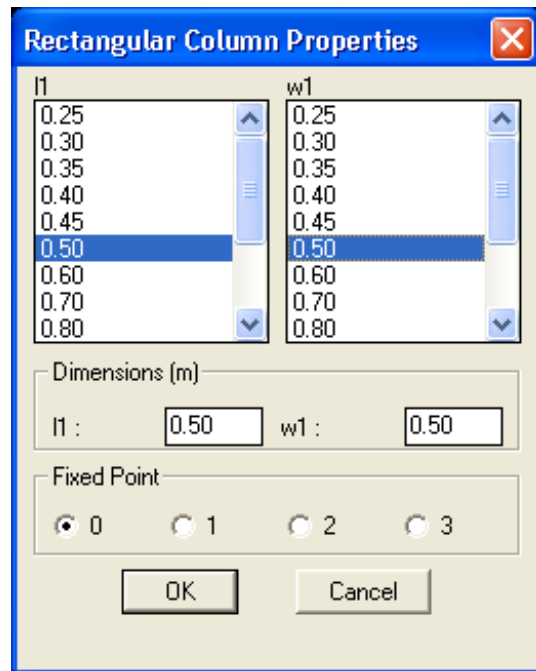 Rectangular Column Properties
l1 w1
0.25 0.25
0.30 0.30
0.35 0.35
0.40 0.40
0.45 0.45
0.50 0.50
0.60 0.60
0.70 0.70
0.80 0.80
Dimensions (m)
l1 : 0.50 w1 : 0.50
Fixed Point
0 1 2 3
OK Cancel